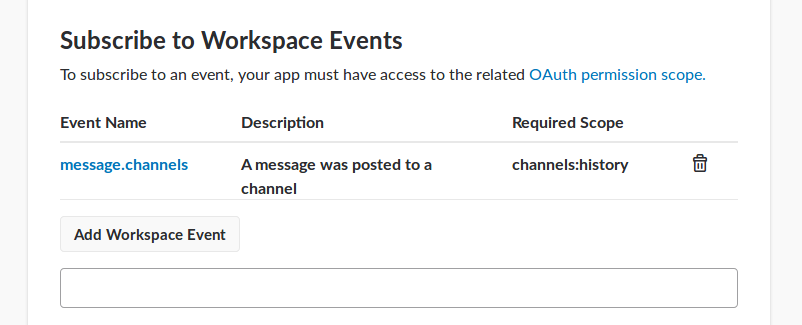 Subscribe to Workspace Events
To subscribe to an event, your app must have access to the related OAuth permission scope.
Event Name Description Required Scope
message.channels A message was posted to a channels:history
channel
Add Workspace Event